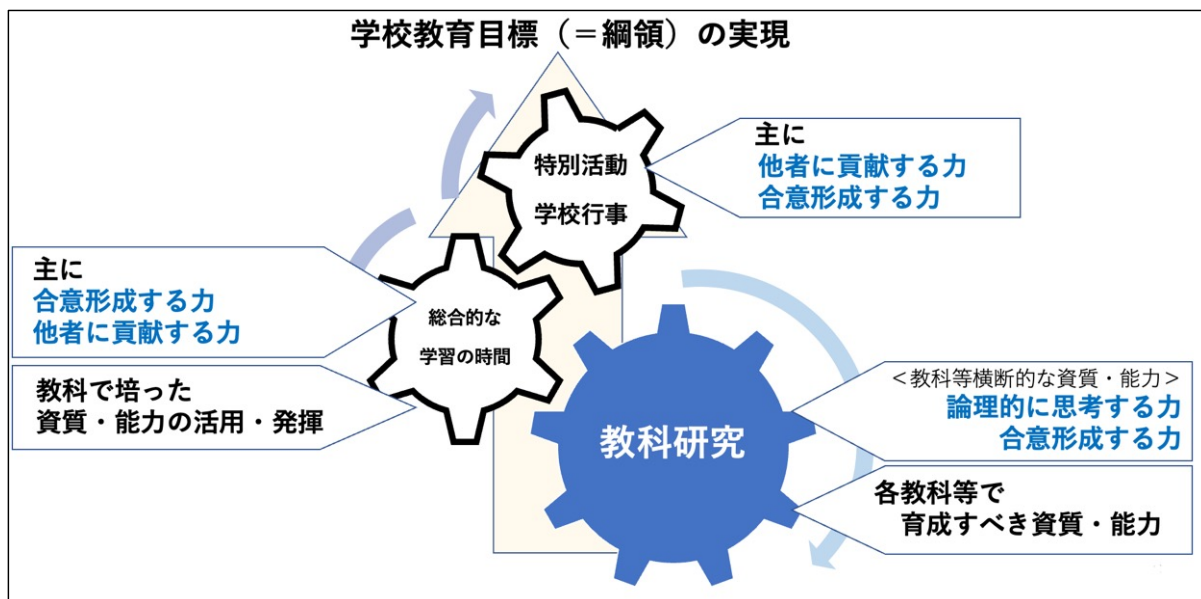 学校教育目標（＝綱領）の実現
特別活動
学校行事
主に
他者に貢献する力
合意形成する力
主に
合意形成する力
他者に貢献する力
総合的な
学習の時間
教科で培った
資質・能力の活用・発揮
教科研究
＜教科等横断的な資質・能力＞
論理的に思考する力
合意形成する力
各教科等で
育成すべき資質・能力